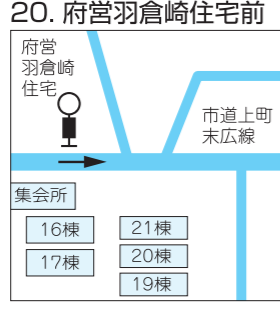 20. 府営羽倉崎住宅前
府営
羽倉崎
住宅
市道上町
末広線
集会所
16棟
17棟
21棟
20棟
19棟